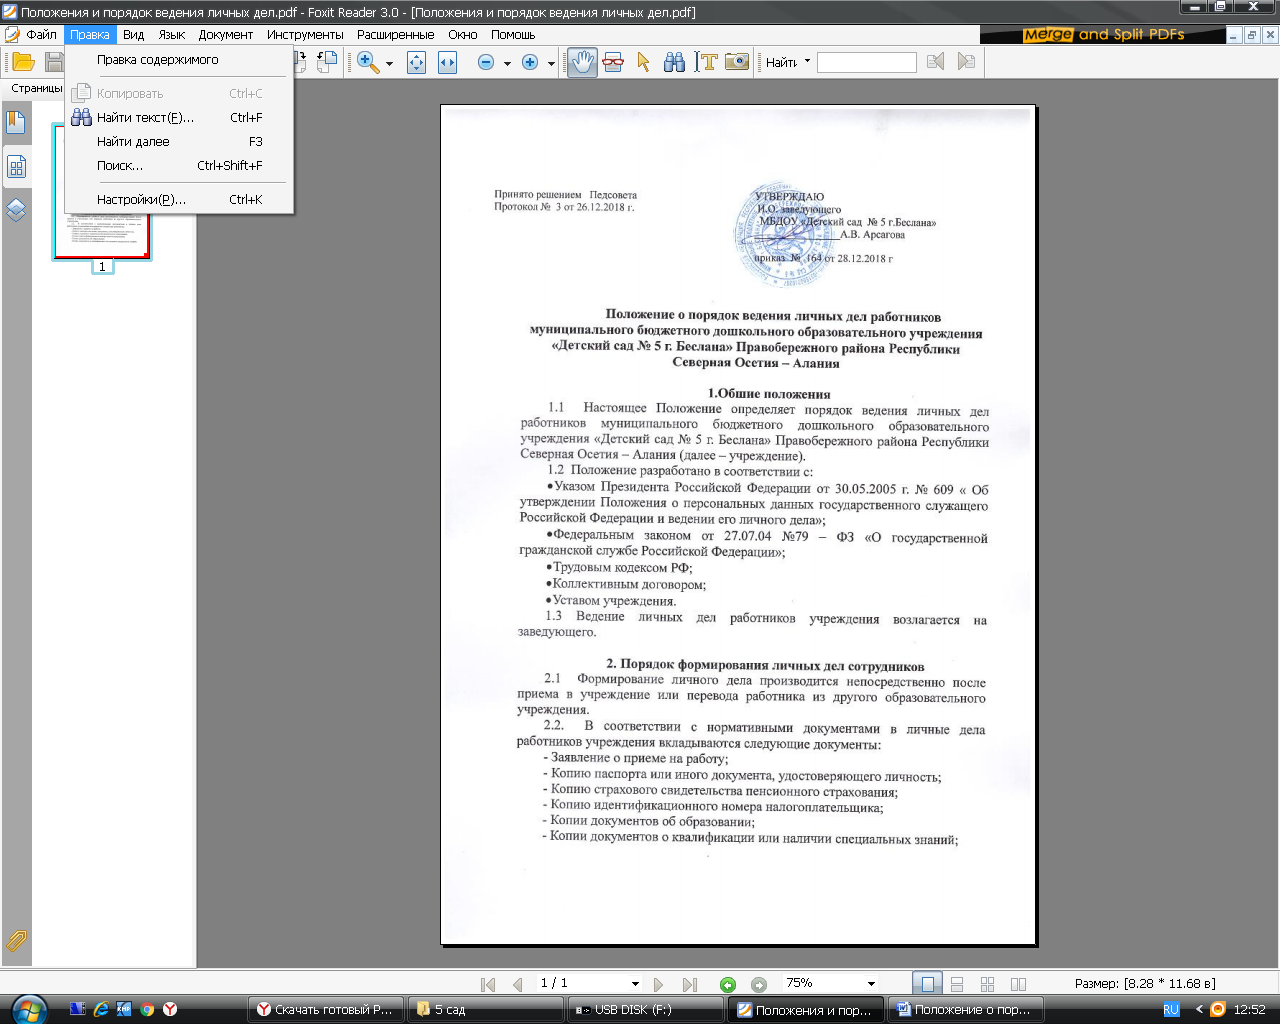 Положения и порядок ведения личных дел.pdf - Foxit Reader 3.0 - [Положения и порядок ведения личных дел.pdf]
Файл Правка Вид Язык Документ Инструменты Расширенные Окно Помощь
Merge and Split PDFs
Найти
Страницы
Правка содержимого
Копировать Ctrl+C
Найти текст(F)... Ctrl+F
Найти далее F3
Поиск... Ctrl+Shift+F
Настройки(P)... Ctrl+K
1
Принято решением Педсовета
Протокол № 3 от 26.12.2018 г.
УТВЕРЖДАЮ
И.О. заведующего
МБДОУ «Детский сад № 5 г.Беслана»
А.В. Арсагова
приказ № 164 от 28.12.2018 г
Положение о порядок ведения личных дел работников
муниципального бюджетного дошкольного образовательного учреждения
«Детский сад № 5 г. Беслана» Правобережного района Республики
Северная Осетия – Алания
1.Обшие положения
1.1 Настоящее Положение определяет порядок ведения личных дел
работников муниципального бюджетного дошкольного образовательного
учреждения «Детский сад № 5 г. Беслана» Правобережного района Республики
Северная Осетия – Алания (далее – учреждение).
1.2 Положение разработано в соответствии с:
•Указом Президента Российской Федерации от 30.05.2005 г. № 609 « Об
утверждении Положения о персональных данных государственного служащего
Российской Федерации и ведении его личного дела»;
•Федеральным законом от 27.07.04 №79 – ФЗ «О государственной
гражданской службе Российской Федерации»;
•Трудовым кодексом РФ;
•Коллективным договором;
•Уставом учреждения.
1.3 Ведение личных дел работников учреждения возлагается на
заведующего.
2. Порядок формирования личных дел сотрудников
2.1 Формирование личного дела производится непосредственно после
приема в учреждение или перевода работника из другого образовательного
учреждения.
2.2. В соответствии с нормативными документами в личные дела
работников учреждения вкладываются следующие документы:
- Заявление о приеме на работу;
- Копию паспорта или иного документа, удостоверяющего личность;
- Копию страхового свидетельства пенсионного страхования;
- Копию идентификационного номера налогоплательщика;
- Копии документов об образовании;
- Копии документов о квалификации или наличии специальных знаний;
1 / 1 75% Размер: [8.28 * 11.68 в]
Скачать готовый Р... 5 сад USB DISK (F:) Положения и пор... Положение о пор... RU 12:52